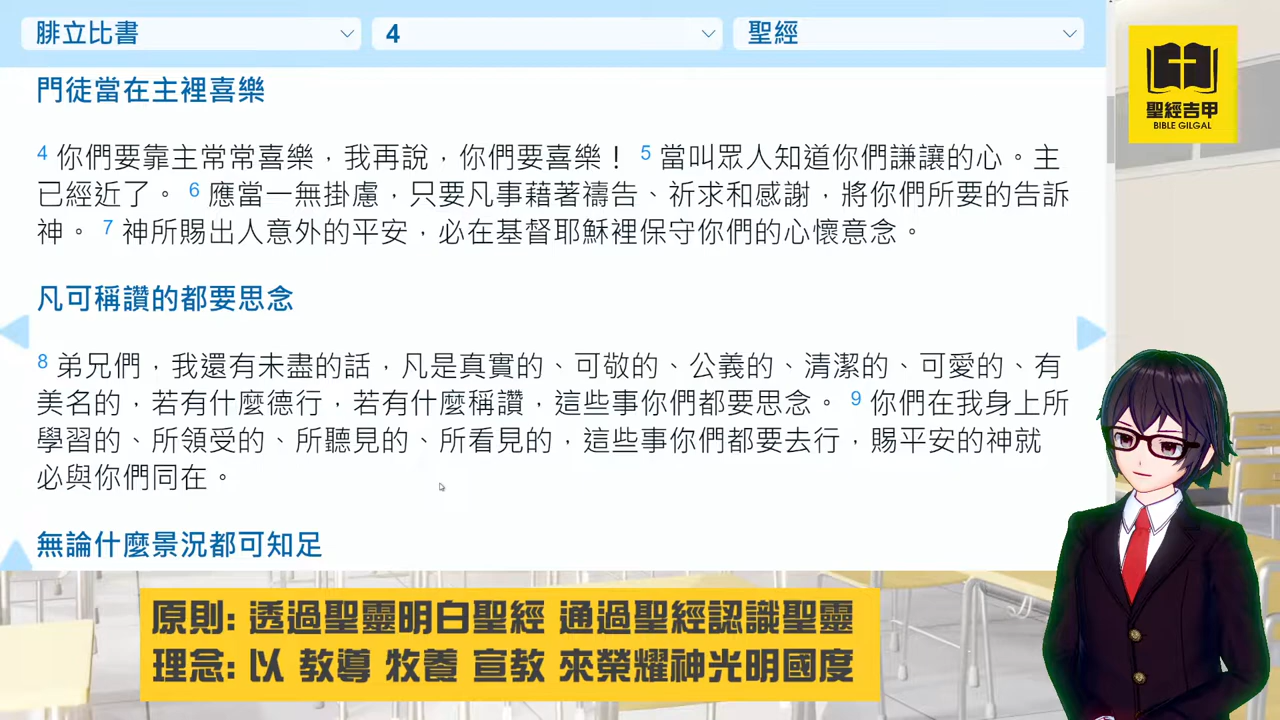 腓立比書
4
聖經
聖經吉甲
BIBLE GILGAL
門徒當在主裡喜樂
4 你們要靠主常常喜樂，我再說，你們要喜樂！ 5 當叫眾人知道你們謙讓的心。主
已經近了。 6 應當一無掛慮，只要凡事藉著禱告、祈求和感謝，將你們所要的告訴
神。 7 神所賜出人意外的平安，必在基督耶穌裡保守你們的心懷意念。
凡可稱讚的都要思念
8 弟兄們，我還有未盡的話，凡是真實的、可敬的、公義的、清潔的、可愛的、有
美名的，若有什麼德行，若有什麼稱讚，這些事你們都要思念。 9 你們在我身上所
學習的、所領受的、所聽見的、所看見的，這些事你們都要去行，賜平安的神就
必與你們同在。
無論什麼景況都可知足
原則: 透過聖靈明白聖經 通過聖經認識聖靈
理念: 以 教導 牧養 宣教 來榮耀神光明國度